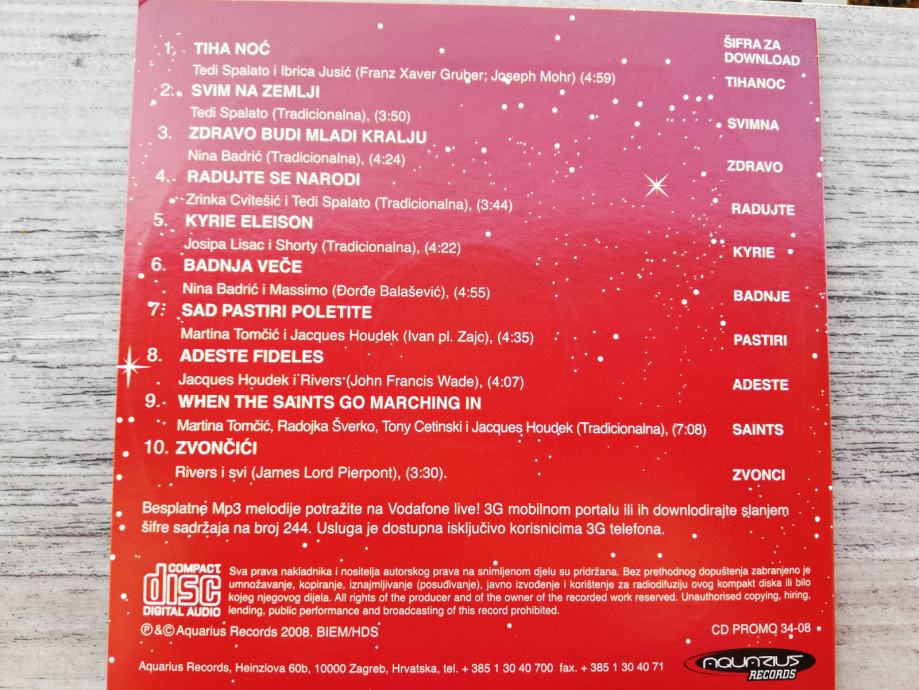 1. TIHA NOĆ
ŠIFRA ZA
DOWNLOAD
Tedi Spalato i Ibrica Jusić (Franz Xaver Gruber; Joseph Mohr) (4:59)
TIHANOC
2. SVIM NA ZEMLJI
Tedi Spalato (Tradicionalna), (3:50)
SVIMNA
3. ZDRAVO BUDI MLADI KRALJU
Nina Badrić (Tradicionalna), (4:24)
ZDRAVO
4. RADUJTE SE NARODI
Zrinka Cvitešić i Tedi Spalato (Tradicionalna), (3:44)
RADUJTE
5. KYRIE ELEISON
Josipa Lisac i Shorty (Tradicionalna), (4:22)
KYRIE
6. BADNJA VEČE
Nina Badrić i Massimo (Đorđe Balašević), (4:55)
BADNJE
7. SAD PASTIRI POLETITE
Martina Tomčić i Jacques Houdek (Ivan pl. Zajc), (4:35)
PASTIRI
8. ADESTE FIDELES
Jacques Houdek i Rivers (John Francis Wade), (4:07)
ADESTE
9. WHEN THE SAINTS GO MARCHING IN
Martina Tomčić, Radojka Šverko, Tony Cetinski i Jacques Houdek (Tradicionalna), (7:08)
SAINTS
10. ZVONČIĆI
Rivers i svi (James Lord Pierpont), (3:30).
ZVONCI
Besplatne Mp3 melodije potražite na Vodafone live! 3G mobilnom portalu ili ih downlodirajte slanjem
šifre sadržaja na broj 244. Usluga je dostupna isključivo korisnicima 3G telefona.
COMPACT
disc
DIGITAL AUDIO
Sva prava nakladnika i nositelja autorskog prava na snimljenom djelu su pridržana. Bez prethodnog dopuštenja zabranjeno je
umnožavanje, kopiranje, iznajmljivanje (posuđivanje), javno izvođenje i korištenje za radiodifuziju ovog kompakt diska ili bilo
kojeg njegovog dijela. All rights of the producer and of the owner of the recorded work reserved. Unauthorised copying, hiring,
lending, public performance and broadcasting of this record prohibited.
℗&© Aquarius Records 2008. BIEM/HDS
CD PROMO 34-08
Aquarius Records, Heinzlova 60b, 10000 Zagreb, Hrvatska, tel. + 385 1 30 40 700 fax. + 385 1 30 40 71
AQUARIUS
RECORDS